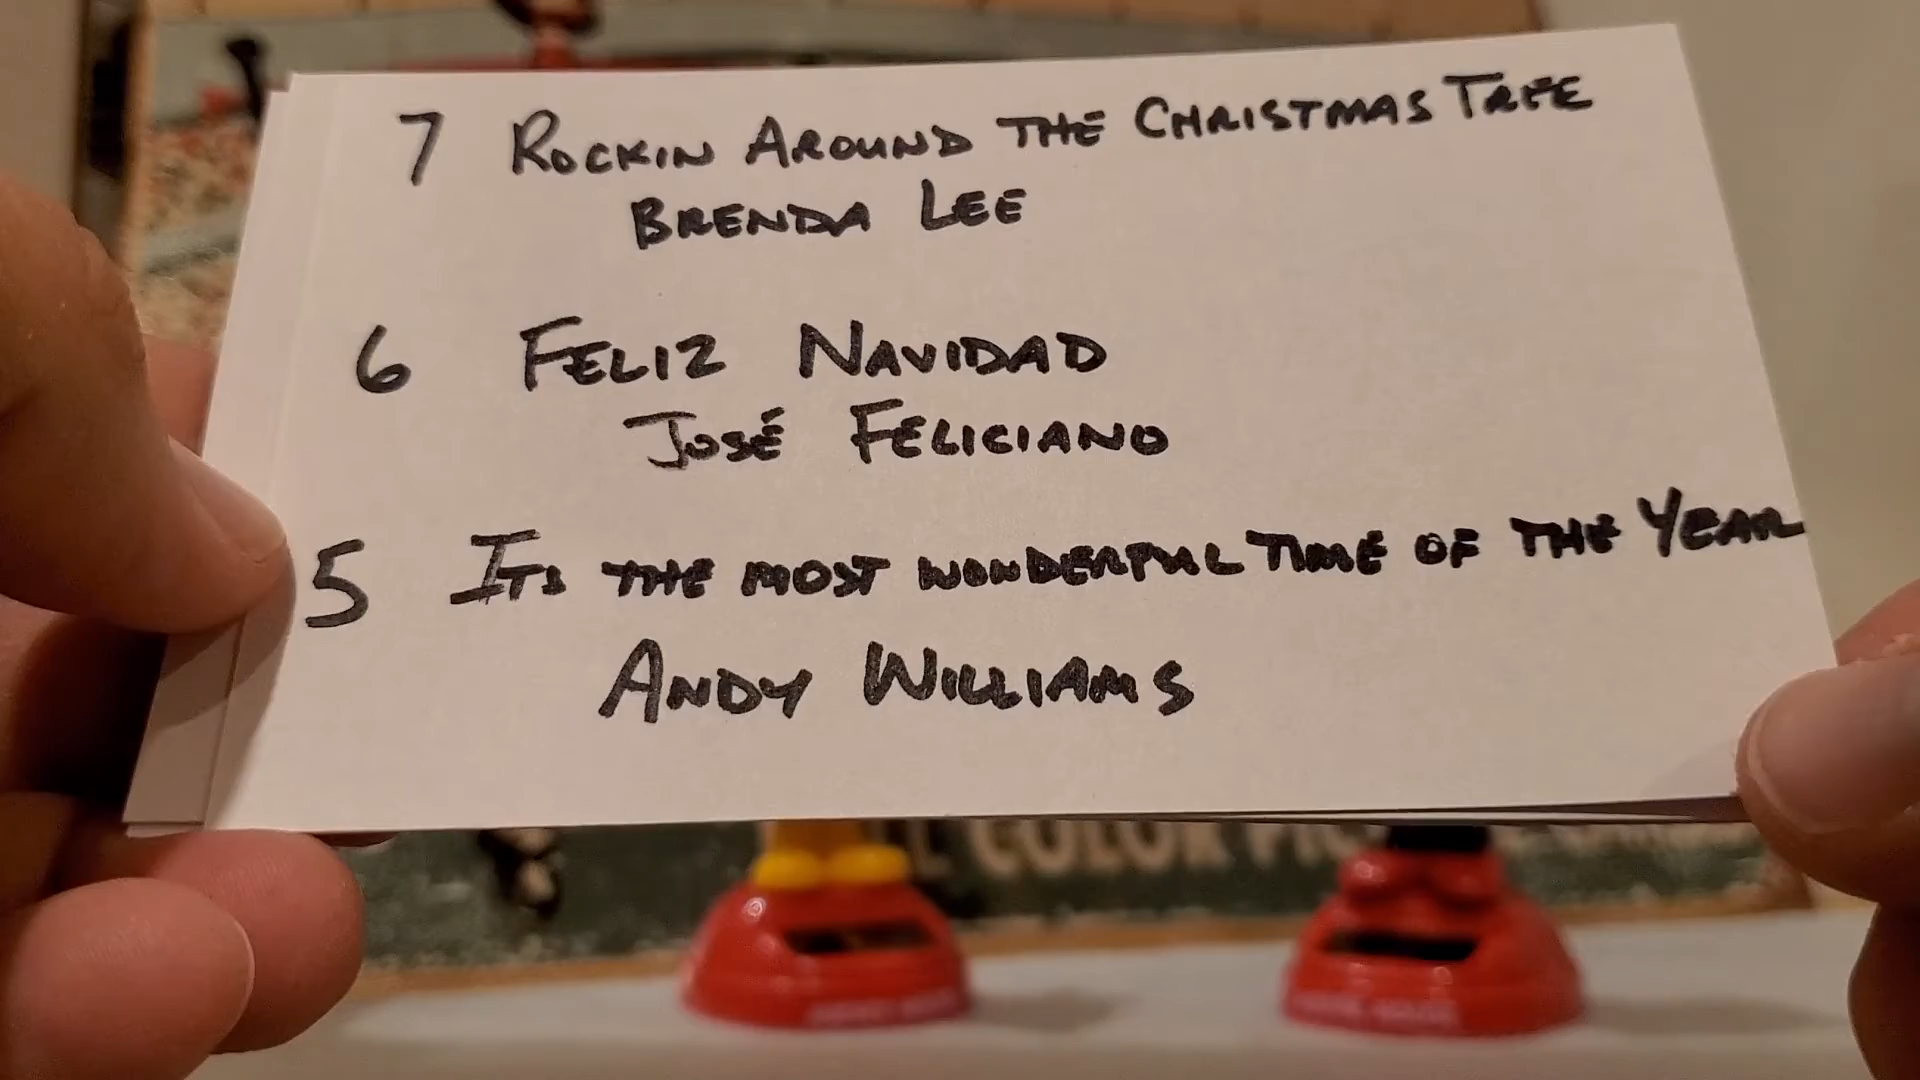 7 ROCKIN AROUND THE CHRISTMAS TREE
BRENDA LEE
6 FELIZ NAVIDAD
JOSÉ FELICIANO
5 ITS THE MOST WONDERFUL TIME OF THE YEAR
ANDY WILLIAMS
COLOR